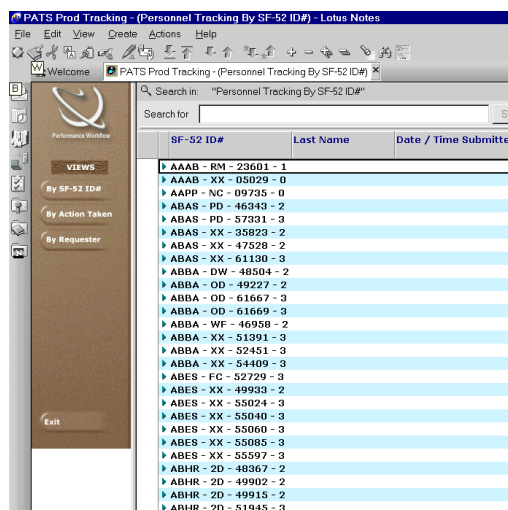 PATS Prod Tracking - (Personnel Tracking By SF-52 ID#) - Lotus Notes
File Edit View Create Actions Help
Welcome PATS Prod Tracking - (Personnel Tracking By SF-52 ID#)
Search in: "Personnel Tracking By SF-52 ID#"
Search for
Performance Workflow
SF-52 ID# Last Name Date / Time Submitte
VIEWS
By SF-52 ID#
By Action Taken
By Requester
Exit
AAAB - RM - 23601 - 1
AAAB - XX - 05029 - 0
AAPP - NC - 09735 - 0
ABAS - PD - 46343 - 2
ABAS - PD - 57331 - 3
ABAS - XX - 35823 - 2
ABAS - XX - 47528 - 2
ABAS - XX - 61130 - 3
ABBA - DW - 48504 - 2
ABBA - OD - 49227 - 2
ABBA - OD - 61667 - 3
ABBA - OD - 61669 - 3
ABBA - WF - 46958 - 2
ABBA - XX - 51391 - 3
ABBA - XX - 52451 - 3
ABBA - XX - 54409 - 3
ABES - FC - 52729 - 3
ABES - XX - 49933 - 2
ABES - XX - 55024 - 3
ABES - XX - 55040 - 3
ABES - XX - 55060 - 3
ABES - XX - 55085 - 3
ABES - XX - 55597 - 3
ABHR - 2D - 48367 - 2
ABHR - 2D - 49902 - 2
ABHR - 2D - 49915 - 2
ABHR - 2D - 51945 - 3